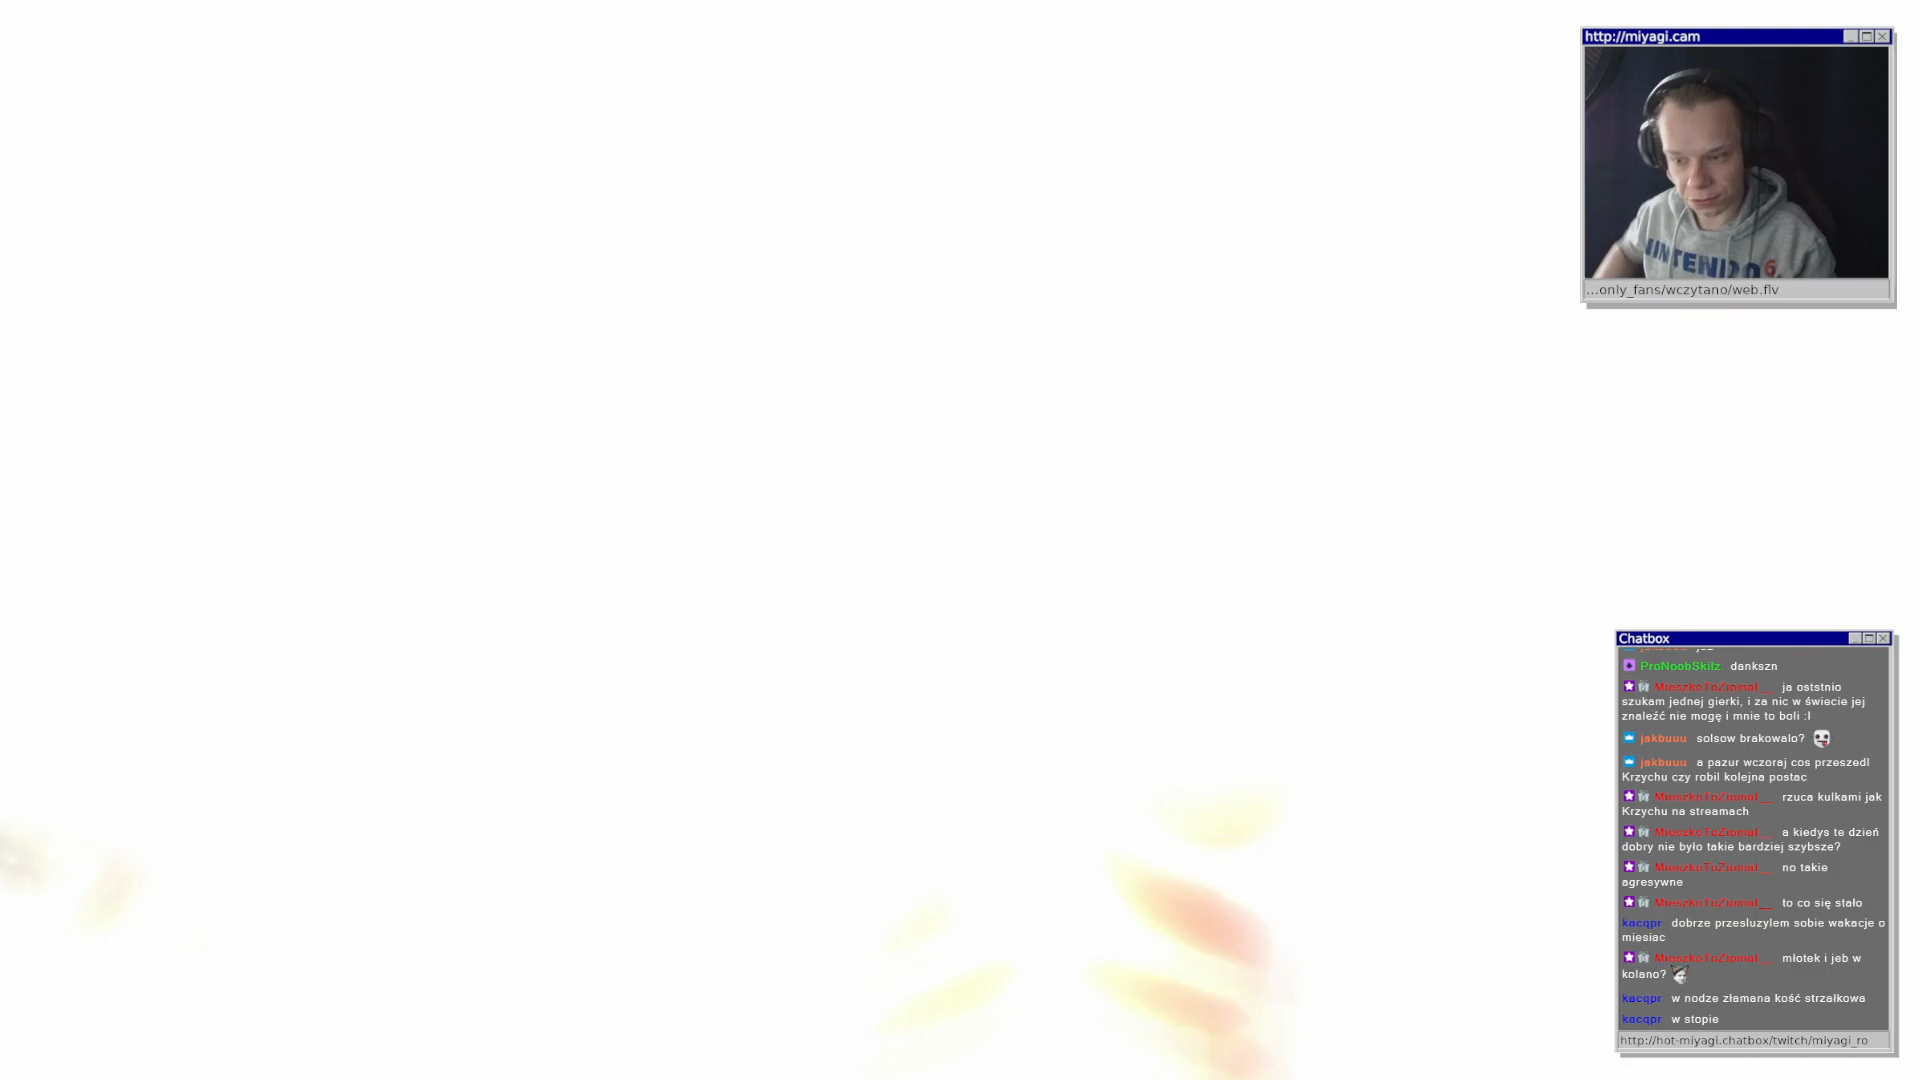 http://miyagi.cam
NINTENDO 6
...only_fans/wczytano/web.flv
Chatbox
ProNoobSkilz dankszn
MieszkoToZiomal__ ja oststnio
szukam jednej gierki, i za nic w świecie jej
znaleźć nie mogę i mnie to boli :I
jakbuuu solsow brakowalo?
jakbuuu a pazur wczoraj cos przeszedl
Krzychu czy robil kolejna postac
MieszkoToZiomal__ rzuca kulkami jak
Krzychu na streamach
MieszkoToZiomal__ a kiedys te dzień
dobry nie było takie bardziej szybsze?
MieszkoToZiomal__ no takie
agresywne
MieszkoToZiomal__ to co się stało
kacqpr dobrze przesluzylem sobie wakacje o
miesiac
MieszkoToZiomal__ młotek i jeb w
kolano?
kacqpr w nodze złamana kość strzałkowa
kacqpr w stopie
http://hot-miyagi.chatbox/twitch/miyagi_ro